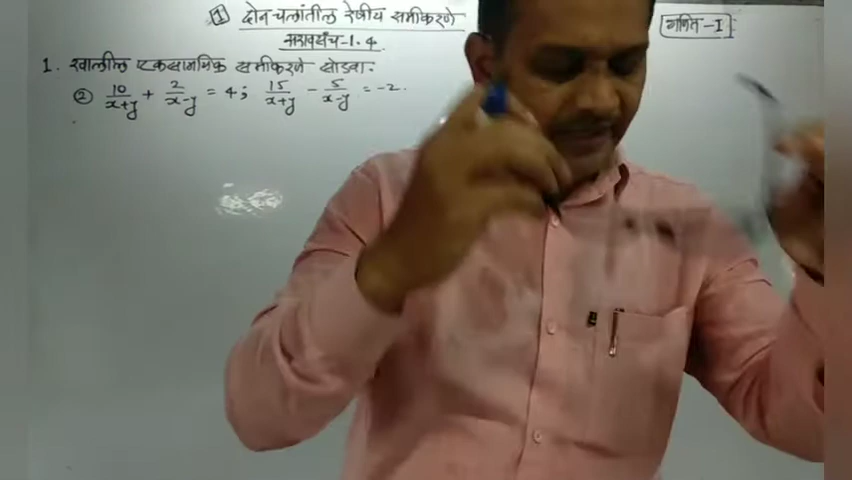 1 दोन चलांतील रेषीय समीकरणे
गणित-I
सरावसंच-1.4
1. खालील एकसामयिक समीकरणे सोडवा.
② 10/x+y + 2/x-y = 4; 15/x+y - 5/x-y = -2.